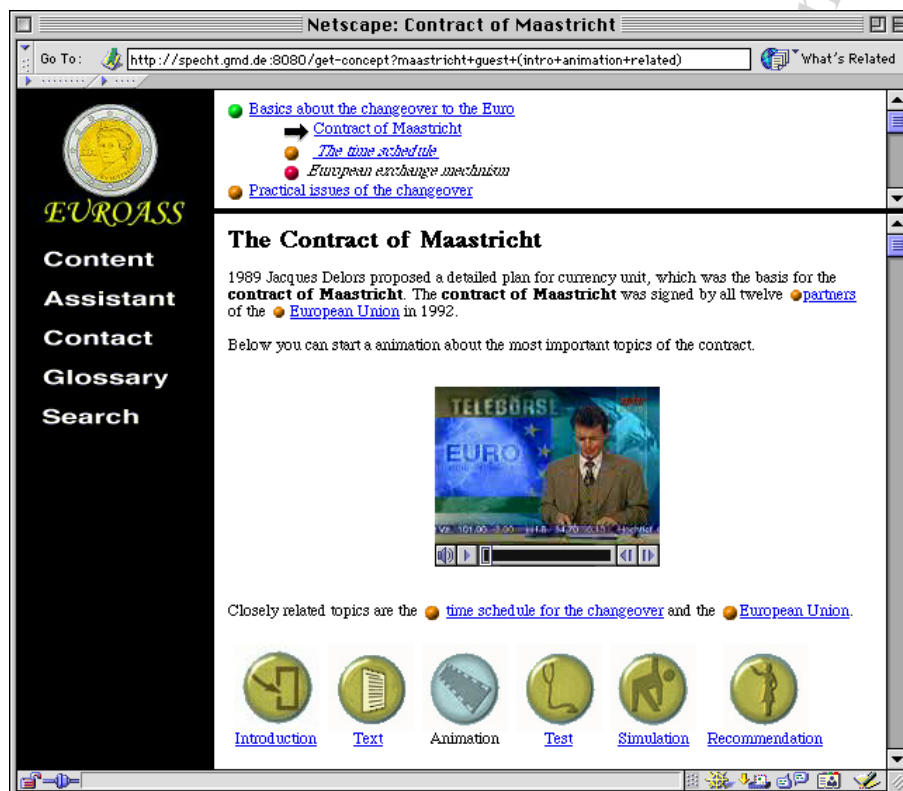 Netscape: Contract of Maastricht
Go To: http://specht.gmd.de:8080/get-concept?maastricht+guest+(intro+animation+related) What's Related
Basics about the changeover to the Euro
Contract of Maastricht
The time schedule
European exchange mechanism
Practical issues of the changeover
EUROASS
Content
Assistant
Contact
Glossary
Search
The Contract of Maastricht
1989 Jacques Delors proposed a detailed plan for currency unit, which was the basis for the
contract of Maastricht. The contract of Maastricht was signed by all twelve partners
of the European Union in 1992.
Below you can start a animation about the most important topics of the contract.
TELEBÖRSE
EURO
Closely related topics are the time schedule for the changeover and the European Union.
Introduction Text Animation Test Simulation Recommendation